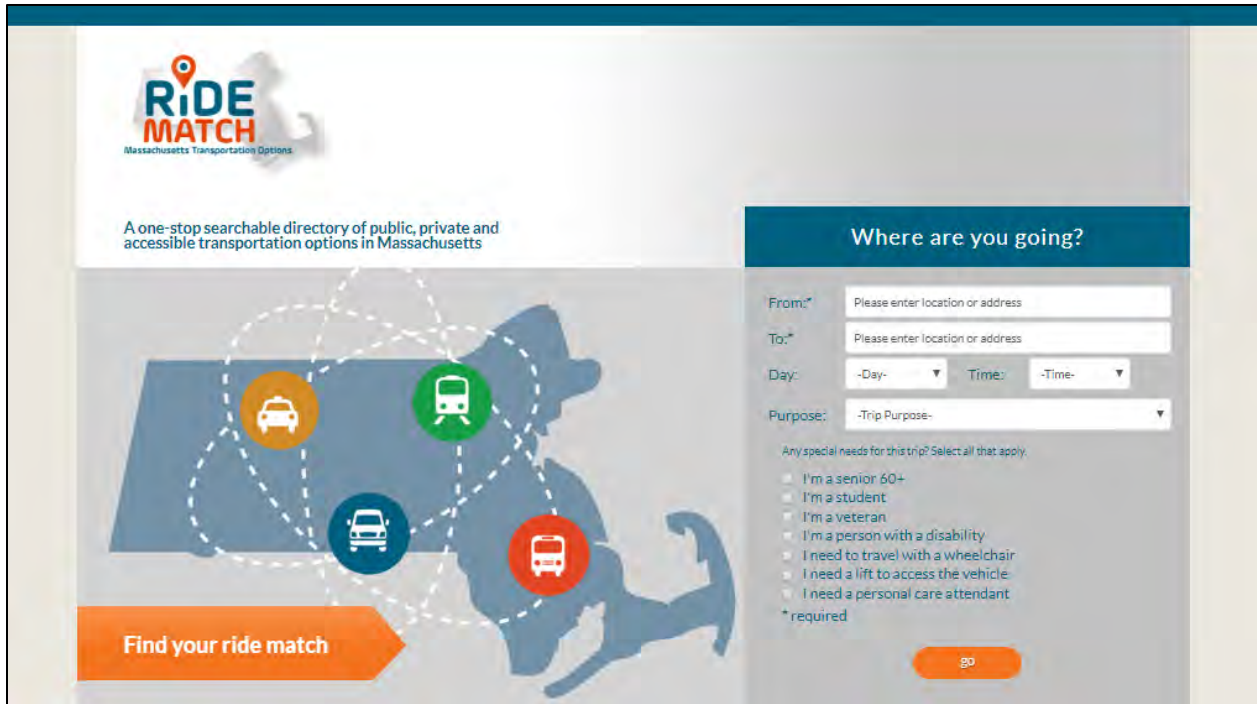 RiDE
MATCH
Massachusetts Transportation Options
A one-stop searchable directory of public, private and
accessible transportation options in Massachusetts
Find your ride match
Where are you going?
From:* Please enter location or address
To:* Please enter location or address
Day: -Day- Time: -Time-
Purpose: -Trip Purpose-
Any special needs for this trip? Select all that apply.
I'm a senior 60+
I'm a student
I'm a veteran
I'm a person with a disability
I need to travel with a wheelchair
I need a lift to access the vehicle
I need a personal care attendant
* required
go